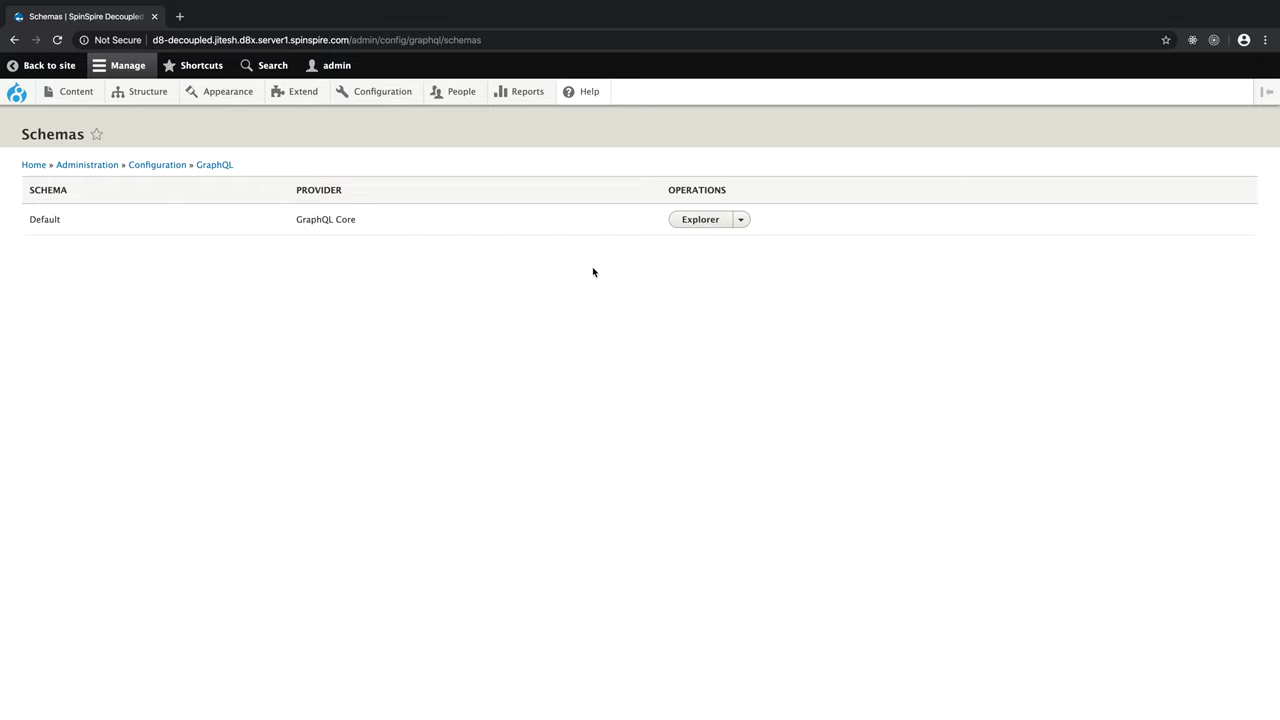 Schemas | SpinSpire Decoupled
Not Secure d8-decoupled.jitesh.d8x.server1.spinspire.com/admin/config/graphql/schemas
Back to site Manage Shortcuts Search admin
Content Structure Appearance Extend Configuration People Reports Help
Schemas
Home » Administration » Configuration » GraphQL
SCHEMA PROVIDER OPERATIONS
Default GraphQL Core Explorer